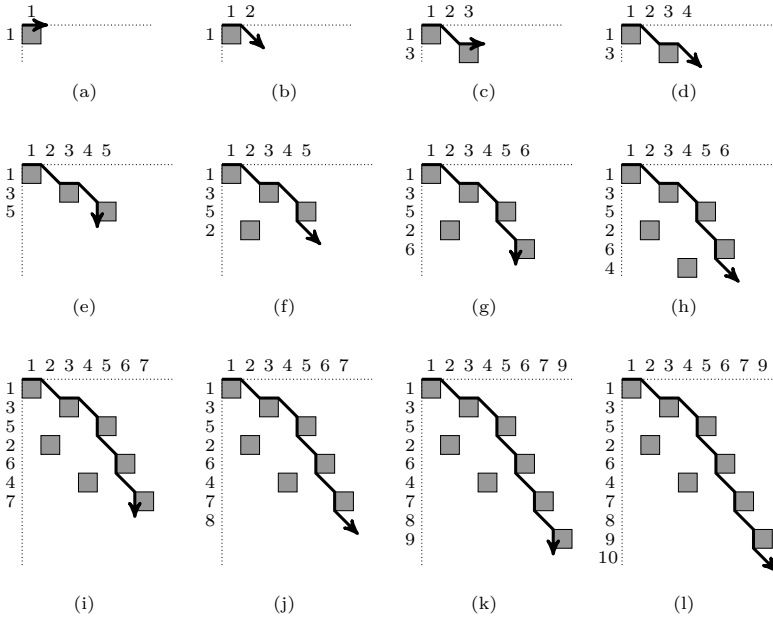 1 1 2 1 2 3 1 2 3 4
1 1 1 1
3 3
(a) (b) (c) (d)
1 2 3 4 5 1 2 3 4 5 1 2 3 4 5 6 1 2 3 4 5 6
1 1 1 1
3 3 3 3
5 5 5 5
2 2 2
6 6
4
(e) (f) (g) (h)
1 2 3 4 5 6 7 1 2 3 4 5 6 7 1 2 3 4 5 6 7 9 1 2 3 4 5 6 7 9
1 1 1 1
3 3 3 3
5 5 5 5
2 2 2 2
6 6 6 6
4 4 4 4
7 7 7 7
8 8 8
9 9
10
(i) (j) (k) (l)